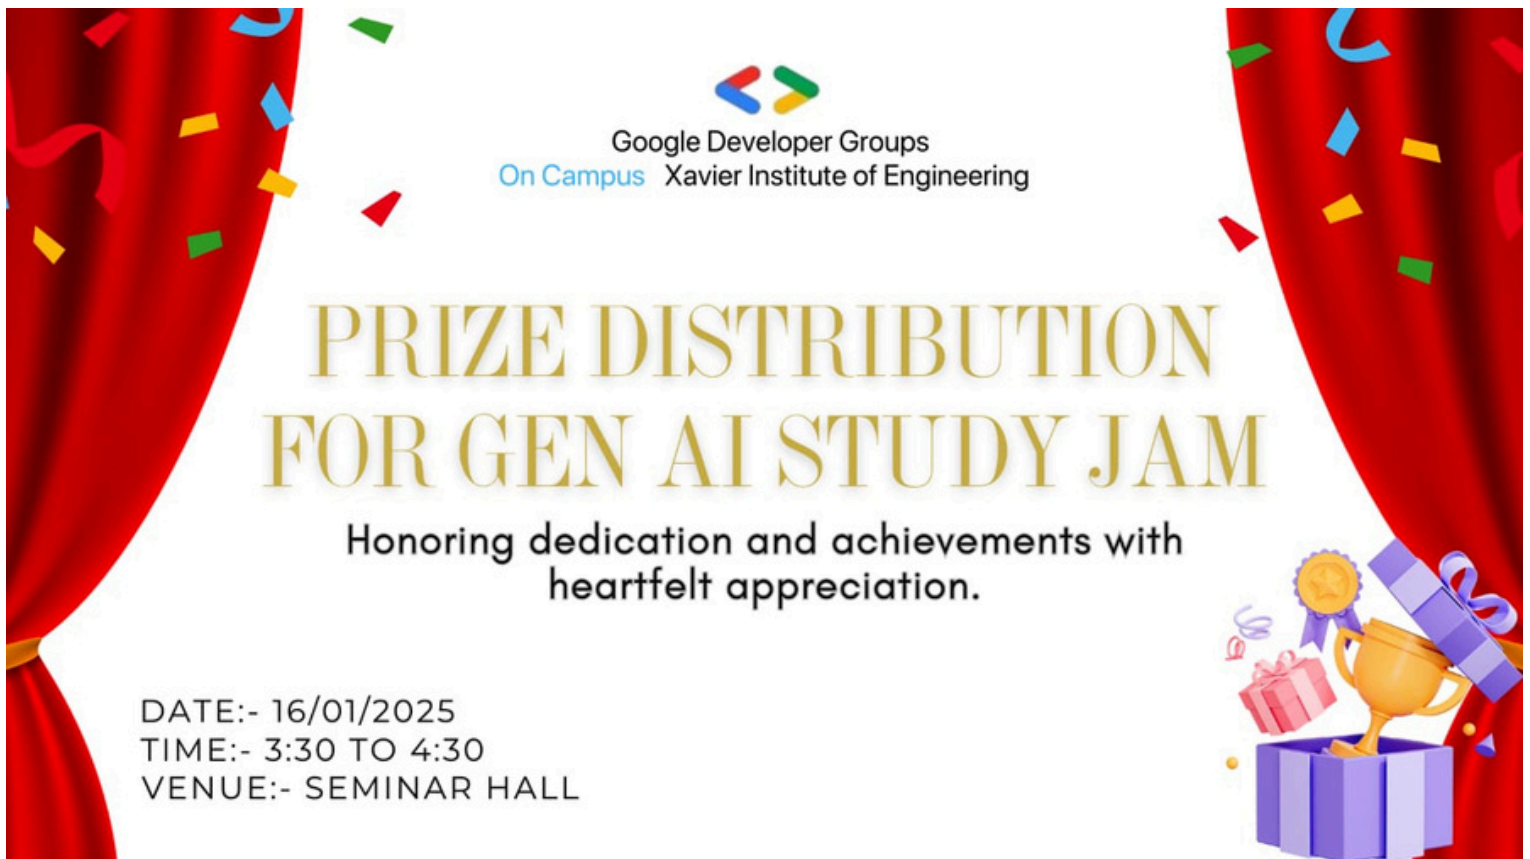 Google Developer Groups
On Campus Xavier Institute of Engineering
PRIZE DISTRIBUTION
FOR GEN AI STUDY JAM
Honoring dedication and achievements with
heartfelt appreciation.
DATE:- 16/01/2025
TIME:- 3:30 TO 4:30
VENUE:- SEMINAR HALL